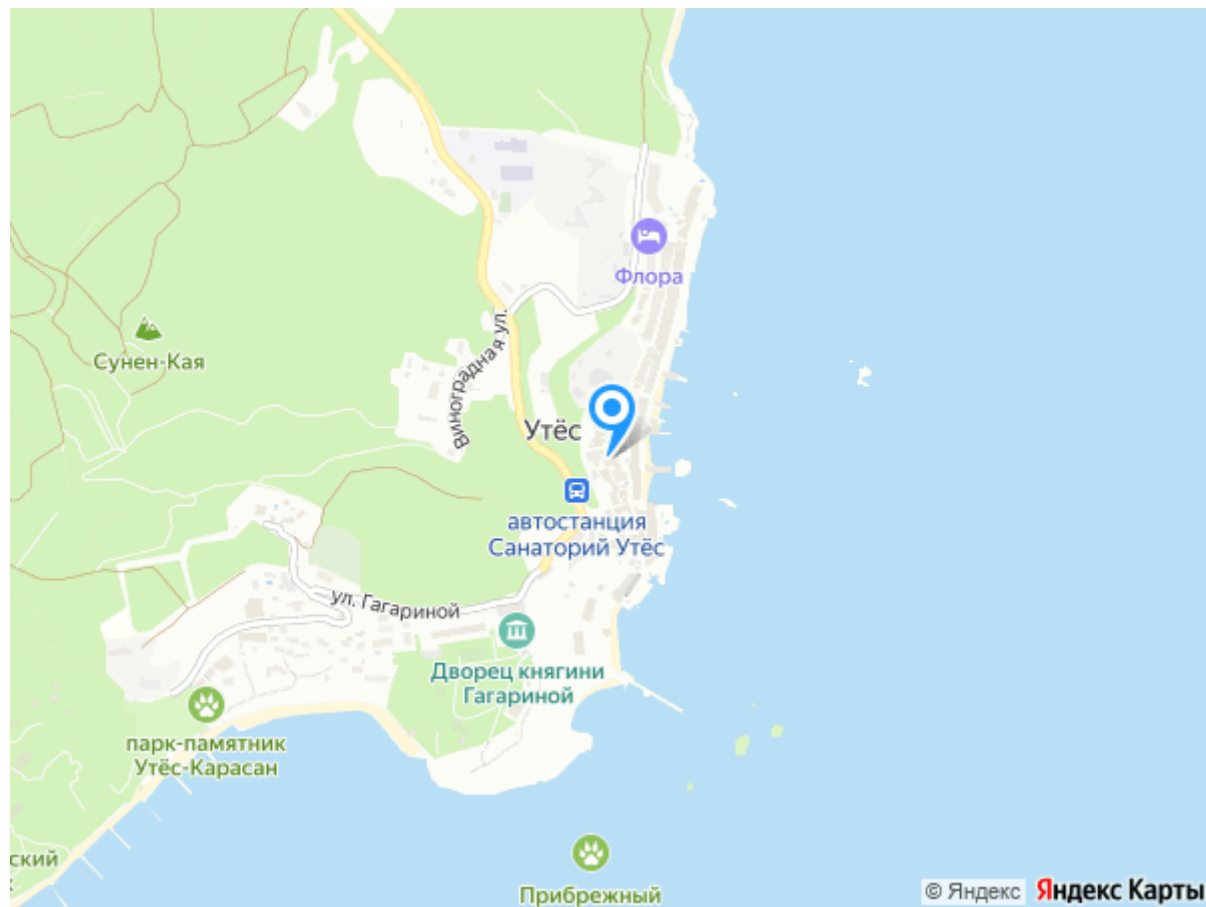 Флора
Виноградная ул.
Сунен-Кая
Утёс
автостанция
Санаторий Утёс
ул. Гагариной
Дворец княгини
Гагариной
парк-памятник
Утёс-Карасан
ский
Прибрежный
© Яндекс Яндекс Карты